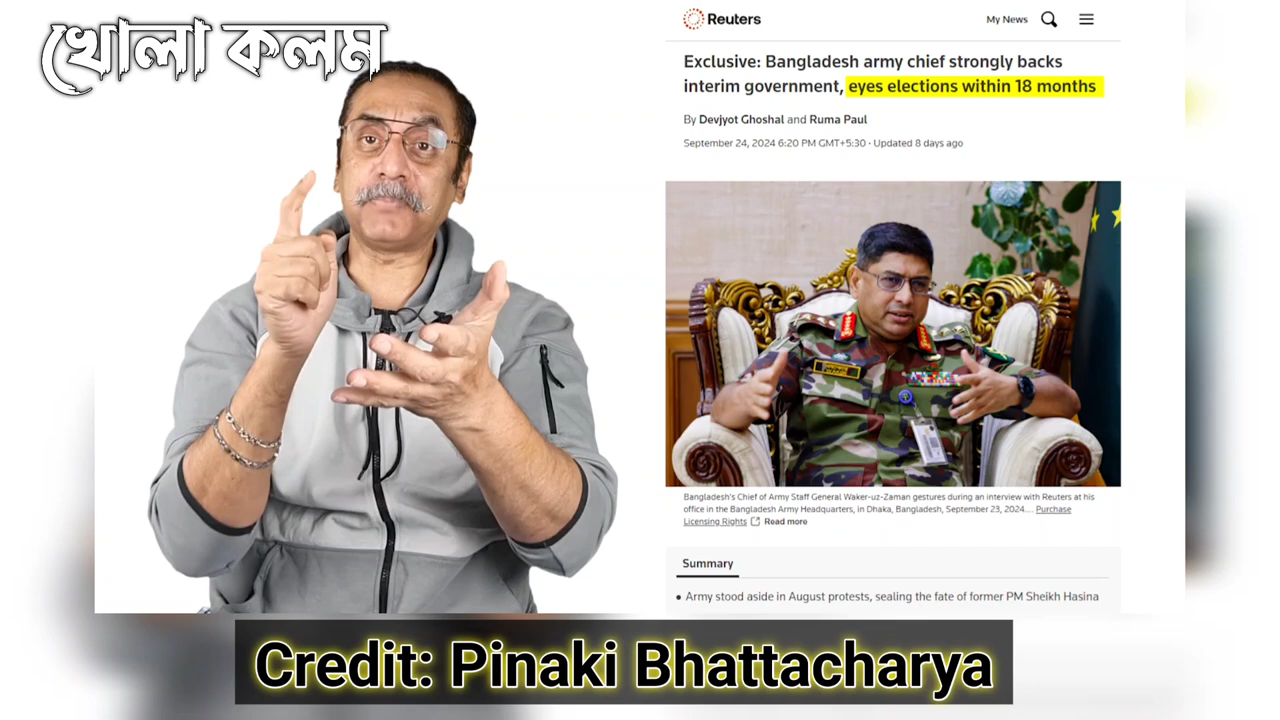 খোলা কলম
Reuters
My News
Exclusive: Bangladesh army chief strongly backs
interim government, eyes elections within 18 months
By Devjyot Ghoshal and Ruma Paul
September 24, 2024 6:20 PM GMT+5:30 · Updated 8 days ago
Bangladesh's Chief of Army Staff General Waker-uz-Zaman gestures during an interview with Reuters at his
office in the Bangladesh Army Headquarters, in Dhaka, Bangladesh, September 23, 2024.... Purchase
Licensing Rights Read more
Summary
• Army stood aside in August protests, sealing the fate of former PM Sheikh Hasina
Credit: Pinaki Bhattacharya